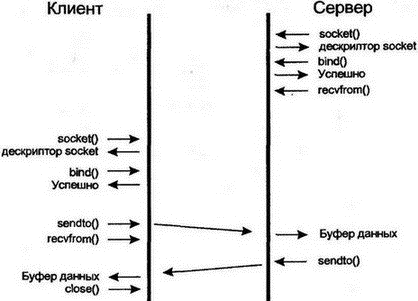 Клиент
Сервер
socket()
дескриптор socket
bind()
Успешно
recvfrom()
socket()
дескриптор socket
bind()
Успешно
sendto()
recvfrom()
Буфер данных
sendto()
Буфер данных
close()